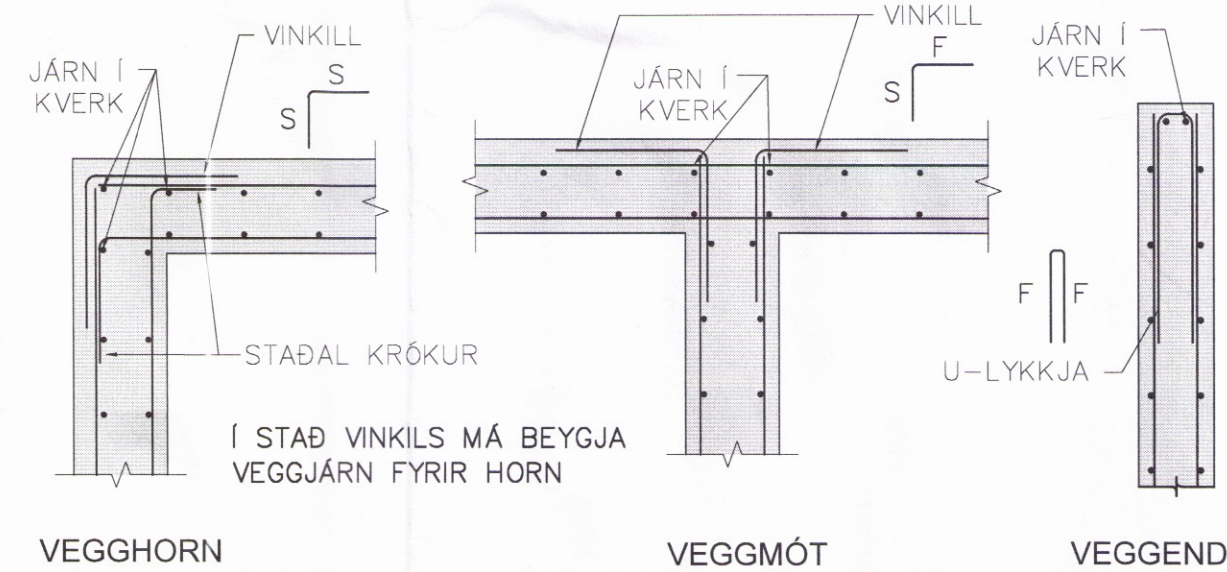 VINKILL
JÁRN Í
KVERK
S
S
STAÐAL KRÓKUR
Í STAÐ VINKILS MÁ BEYGJA
VEGGJÁRN FYRIR HORN
VEGGHORN
VINKILL
F
S
JÁRN Í
KVERK
VEGGMÓT
JÁRN Í
KVERK
F F
U-LYKKJA
VEGGEND